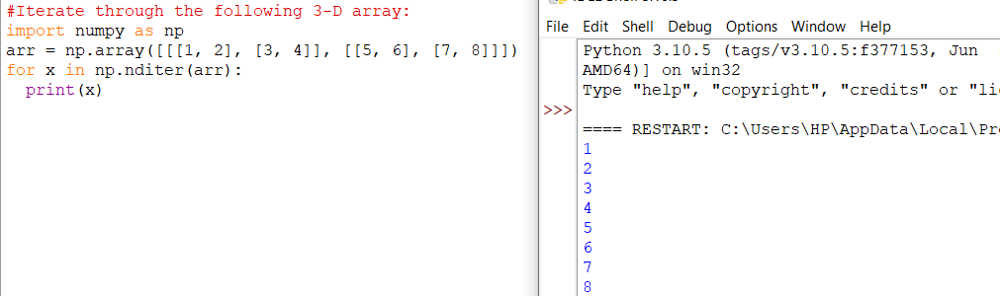 #Iterate through the following 3-D array:
import numpy as np
arr = np.array([[[1, 2], [3, 4]], [[5, 6], [7, 8]]])
for x in np.nditer(arr):
  print(x)
File Edit Shell Debug Options Window Help
Python 3.10.5 (tags/v3.10.5:f377153, Jun
AMD64)] on win32
Type "help", "copyright", "credits" or "li
>>>
==== RESTART: C:\Users\HP\AppData\Local\Pr
1
2
3
4
5
6
7
8